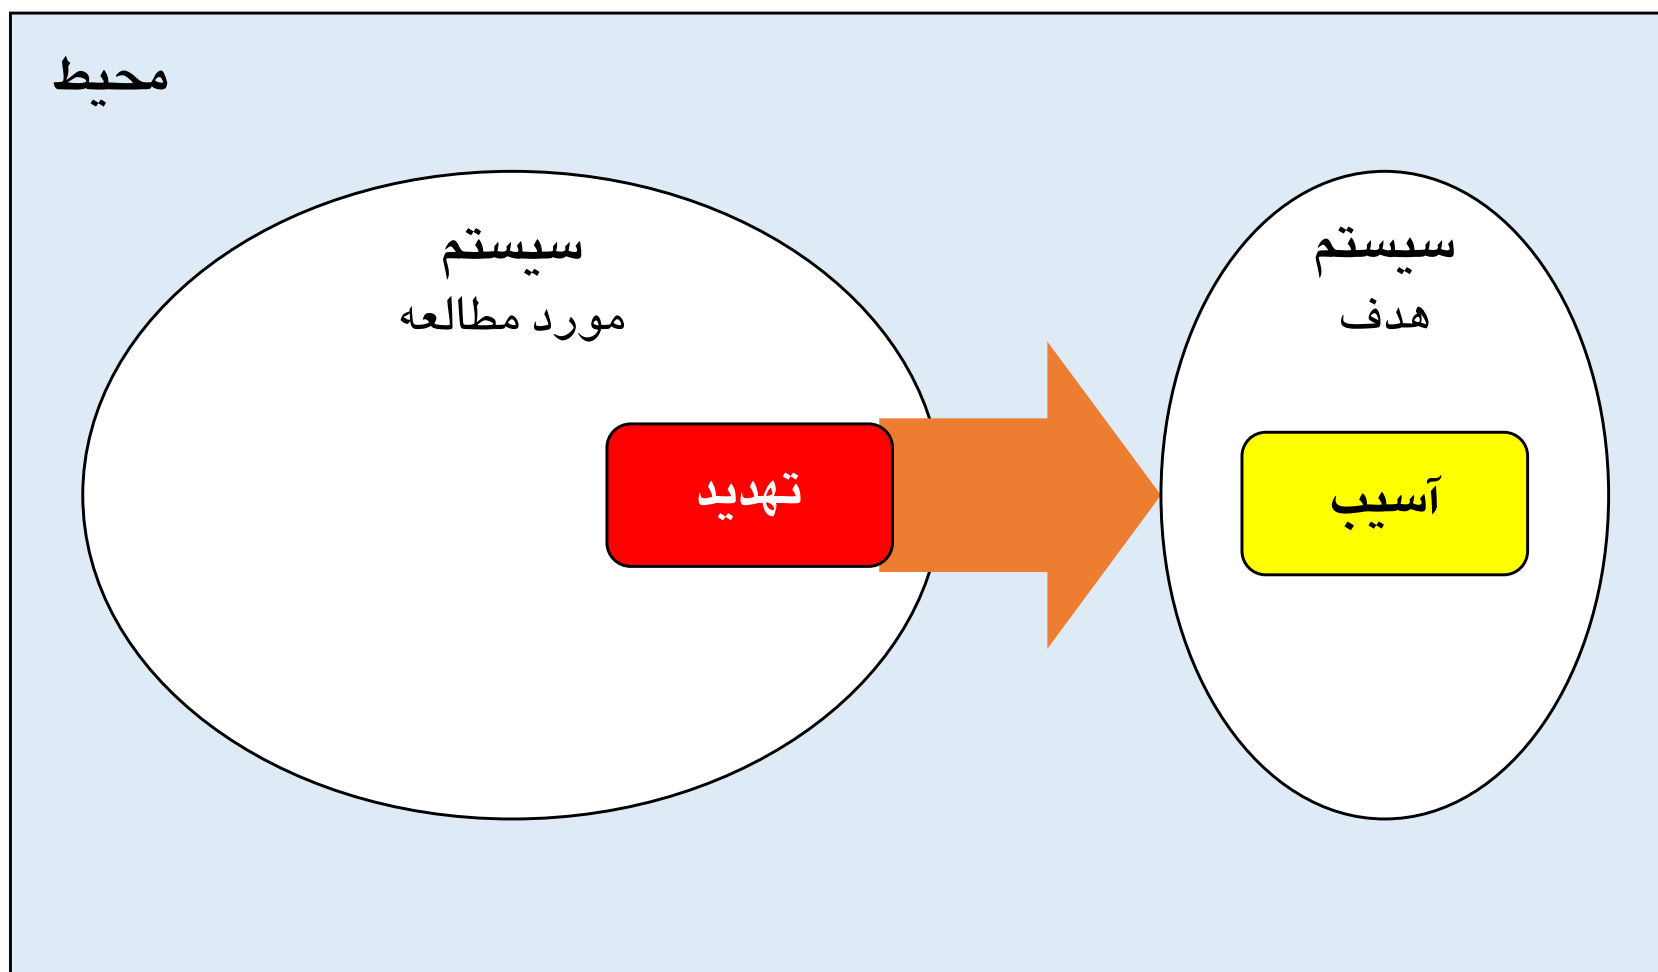 محیط
سیستم
مورد مطالعه
تهدید
سیستم
هدف
آسیب